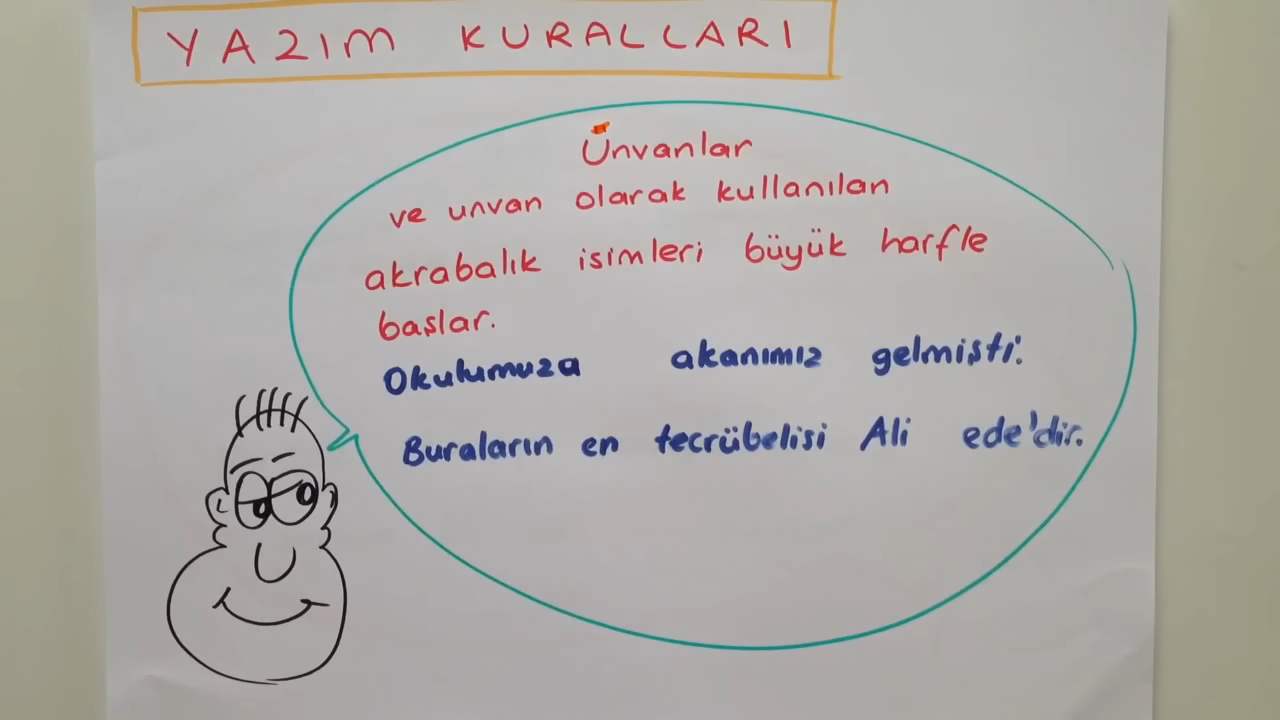 YAZIM KURALLARI
Ünvanlar
ve unvan olarak kullanılan
akrabalık isimleri büyük harfle
başlar.
Okulumuza akanımız gelmişti.
Buraların en tecrübelisi Ali ede'dir.